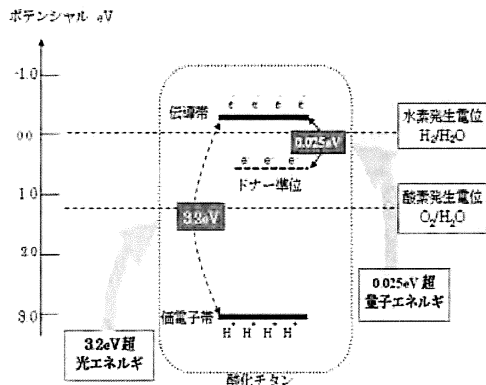 ポテンシャル eV
-1.0
0.0
1.0
2.0
3.0
e⁻ e⁻ e⁻ e⁻
伝導帯
0.025eV
e⁻ e⁻ e⁻
ドナー準位
3.2eV
価電子帯
H⁺ H⁺ H⁺ H⁺
酸化チタン
水素発生電位
H₂/H₂O
酸素発生電位
O₂/H₂O
0.025eV 超
量子エネルギ
3.2eV 超
光エネルギ